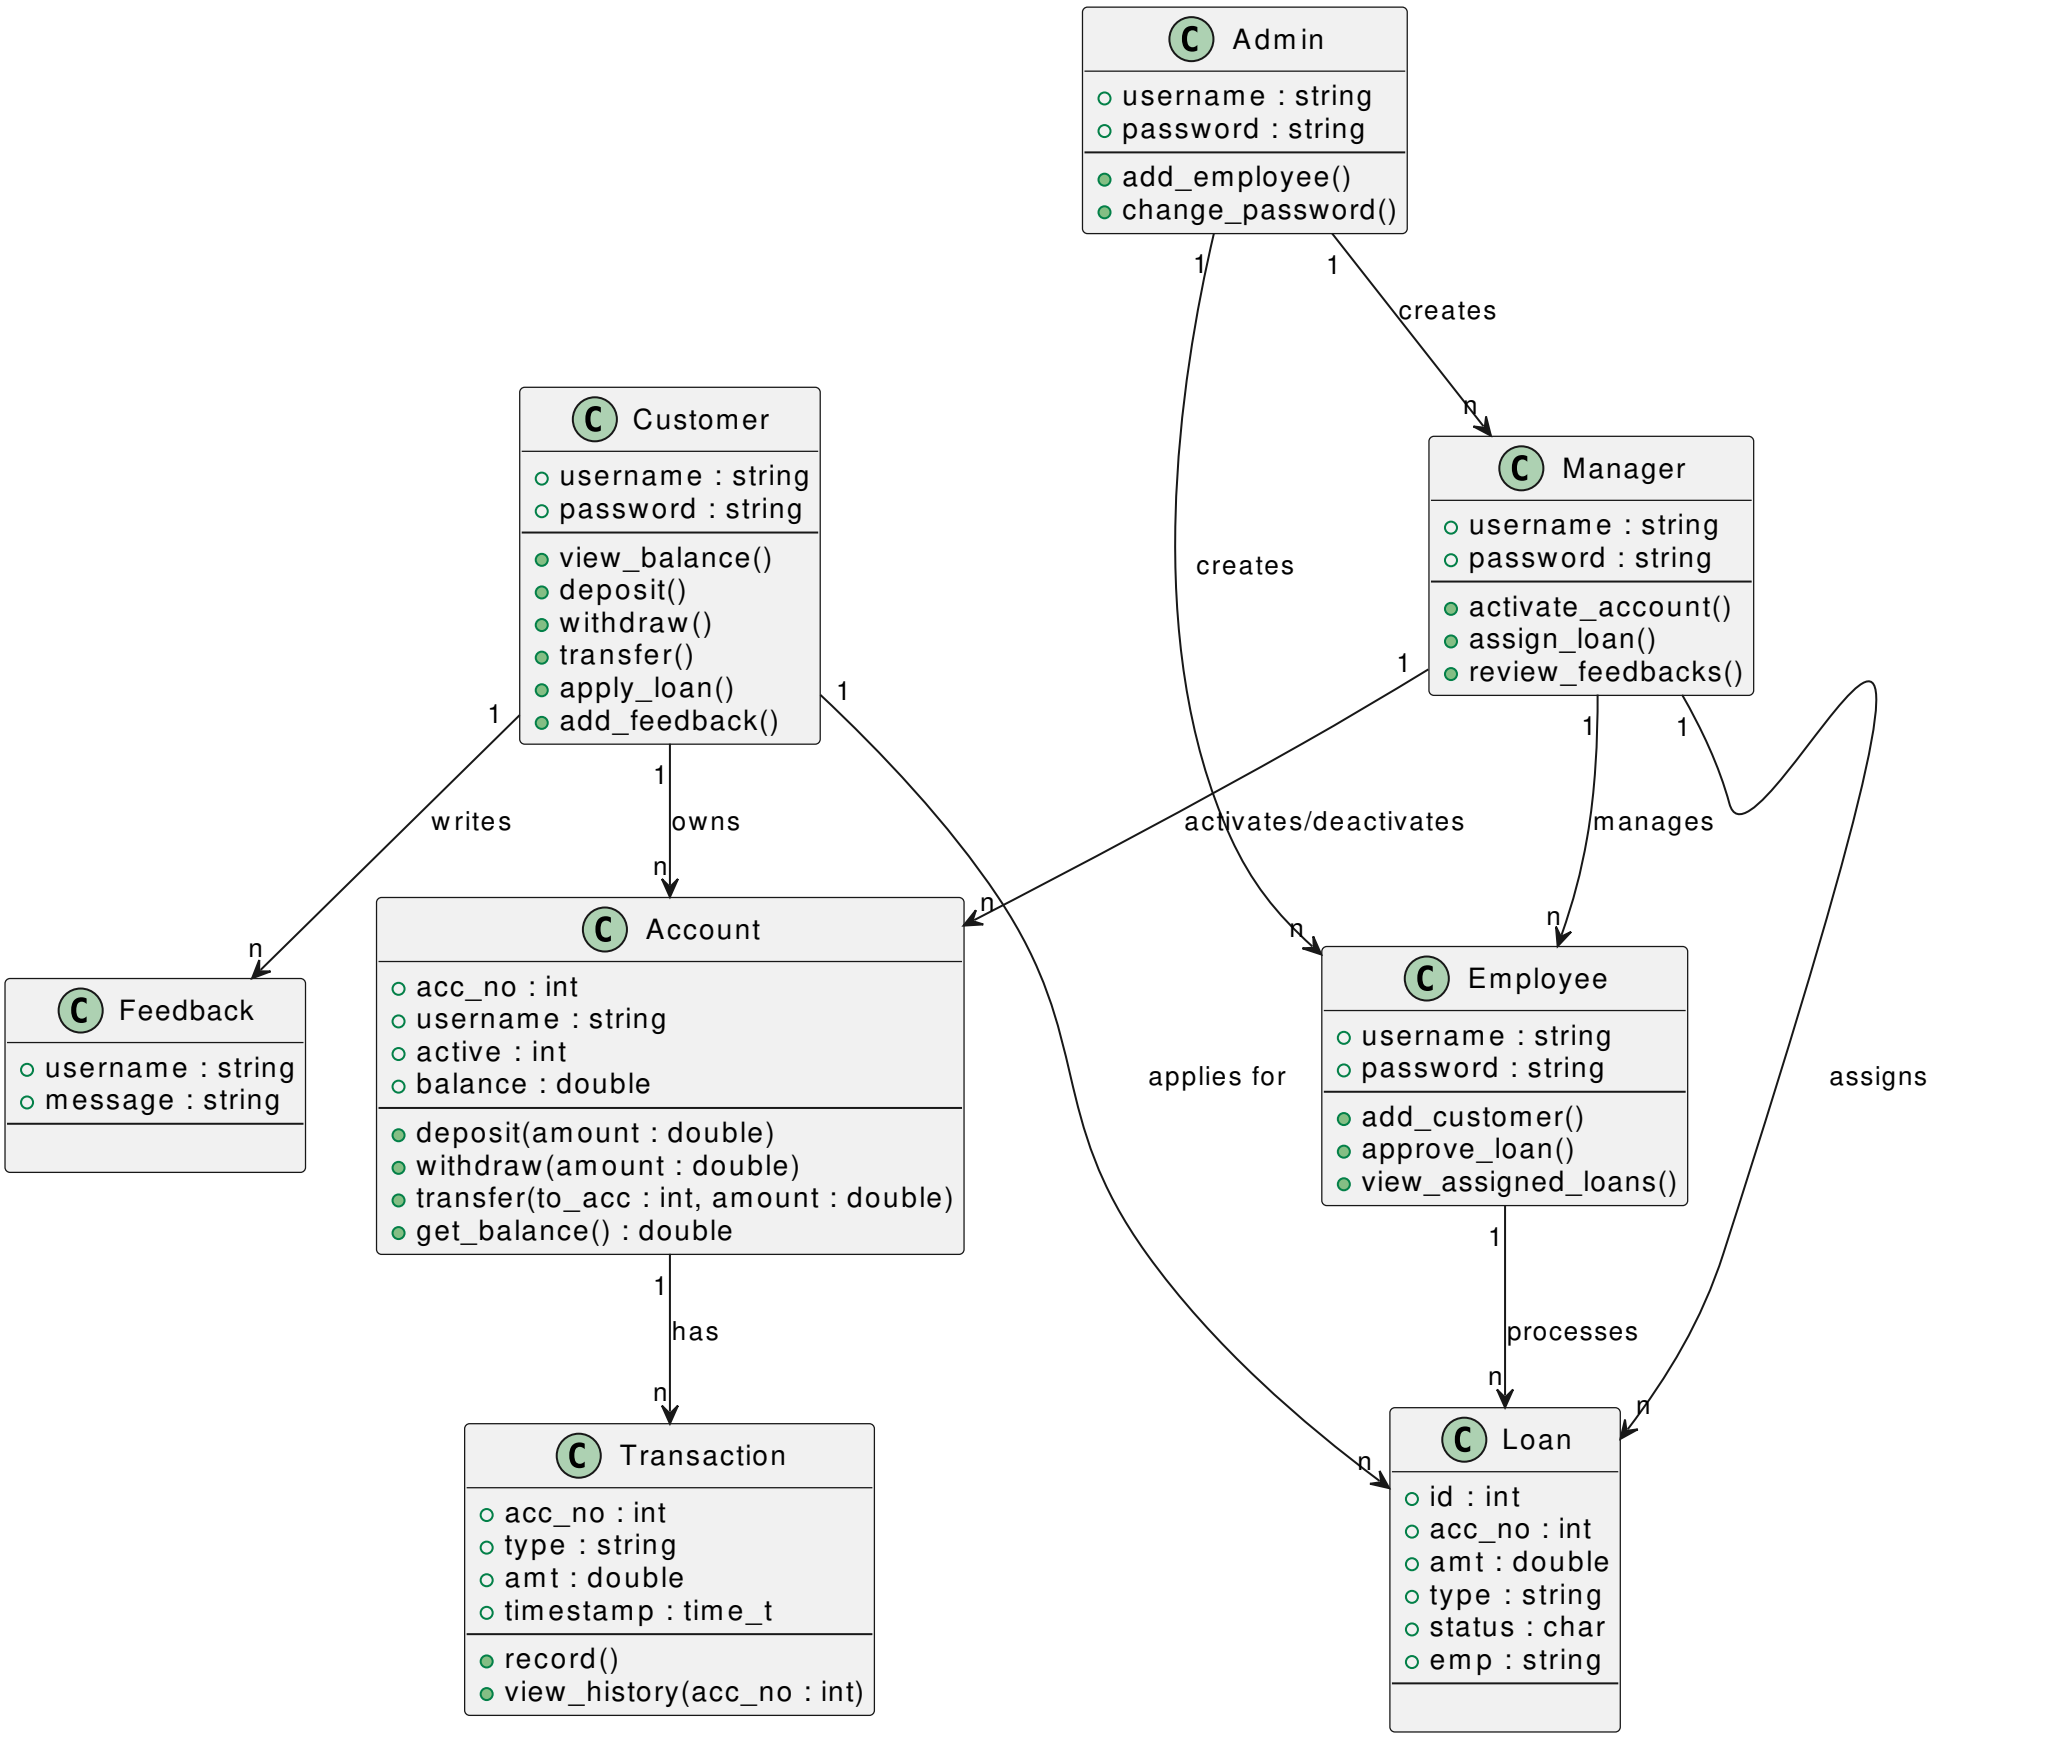 C Admin
username : string
password : string
add_employee()
change_password()
1
1
creates
n
C Customer
username : string
password : string
view_balance()
deposit()
withdraw()
transfer()
apply_loan()
add_feedback()
C Manager
username : string
password : string
activate_account()
assign_loan()
review_feedbacks()
creates
1
1
1
1
1
1
writes
owns
activates/deactivates
manages
n
n
n
n
n
C Feedback
username : string
message : string
C Account
acc_no : int
username : string
active : int
balance : double
deposit(amount : double)
withdraw(amount : double)
transfer(to_acc : int, amount : double)
get_balance() : double
applies for
C Employee
username : string
password : string
add_customer()
approve_loan()
view_assigned_loans()
assigns
1
1
has
processes
n
n
n
n
C Transaction
acc_no : int
type : string
amt : double
timestamp : time_t
record()
view_history(acc_no : int)
C Loan
id : int
acc_no : int
amt : double
type : string
status : char
emp : string